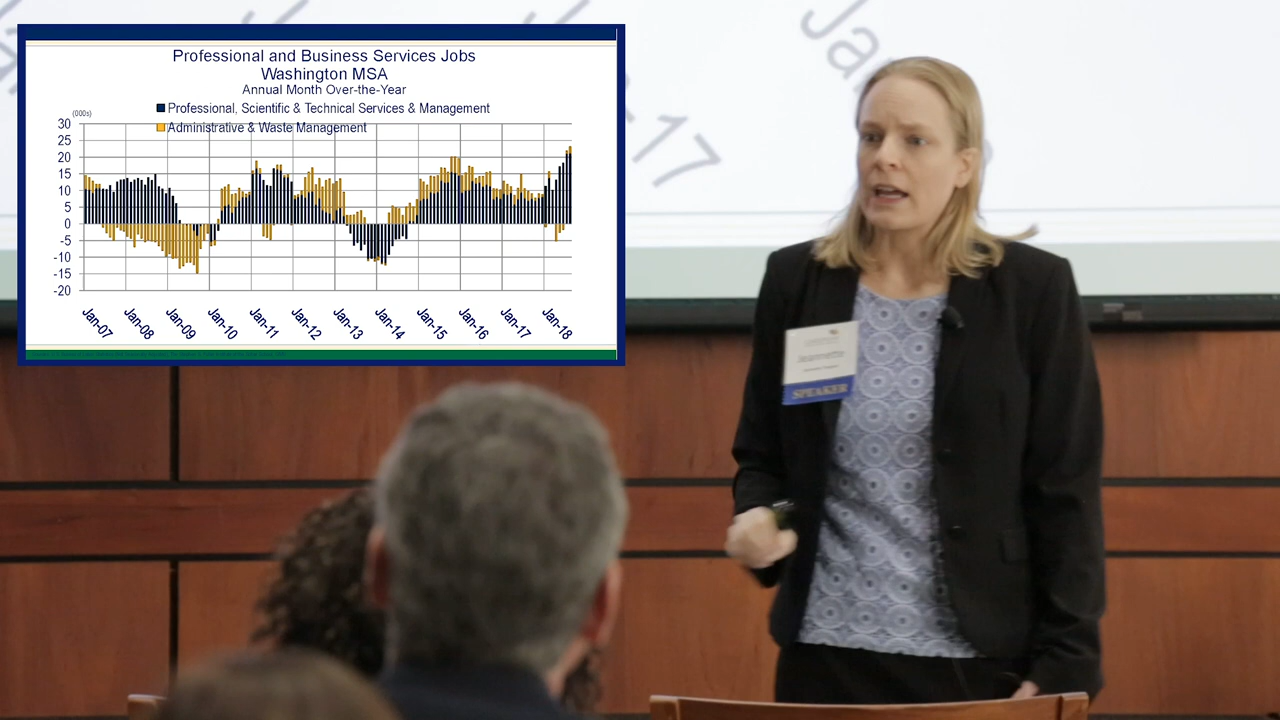 Professional and Business Services Jobs
Washington MSA
Annual Month Over-the-Year
(000s)
Professional, Scientific & Technical Services & Management
Administrative & Waste Management
30
25
20
15
10
5
0
-5
-10
-15
-20
Jan-07
Jan-08
Jan-09
Jan-10
Jan-11
Jan-12
Jan-13
Jan-14
Jan-15
Jan-16
Jan-17
Jan-18
Ja
-17
Jeannette
SPEAKER